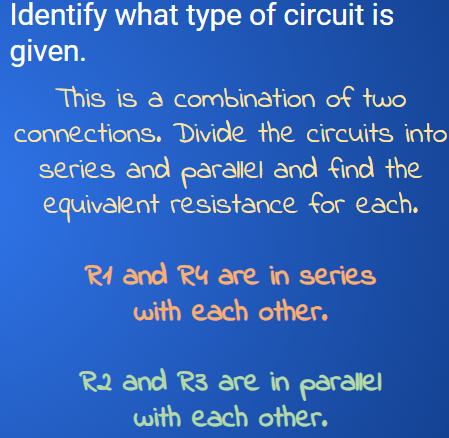 Identify what type of circuit is
given.
This is a combination of two
connections. Divide the circuits into
series and parallel and find the
equivalent resistance for each.
R1 and R4 are in series
with each other.
R2 and R3 are in parallel
with each other.